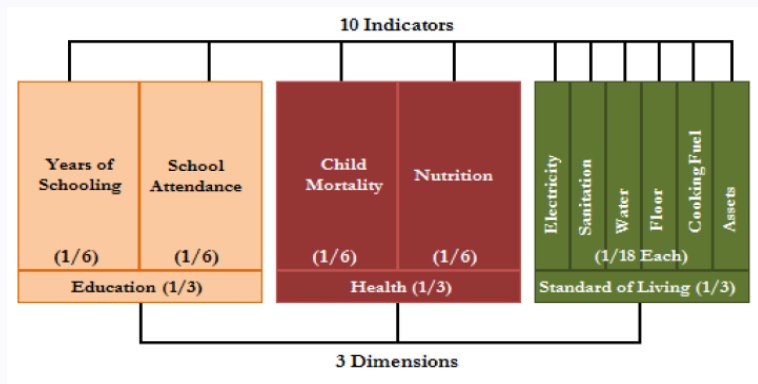 10 Indicators
Years of
Schooling
(1/6)
School
Attendance
(1/6)
Education (1/3)
Child
Mortality
(1/6)
Nutrition
(1/6)
Health (1/3)
Electricity
Sanitation
Water
Floor
Cooking Fuel
Assets
(1/18 Each)
Standard of Living (1/3)
3 Dimensions